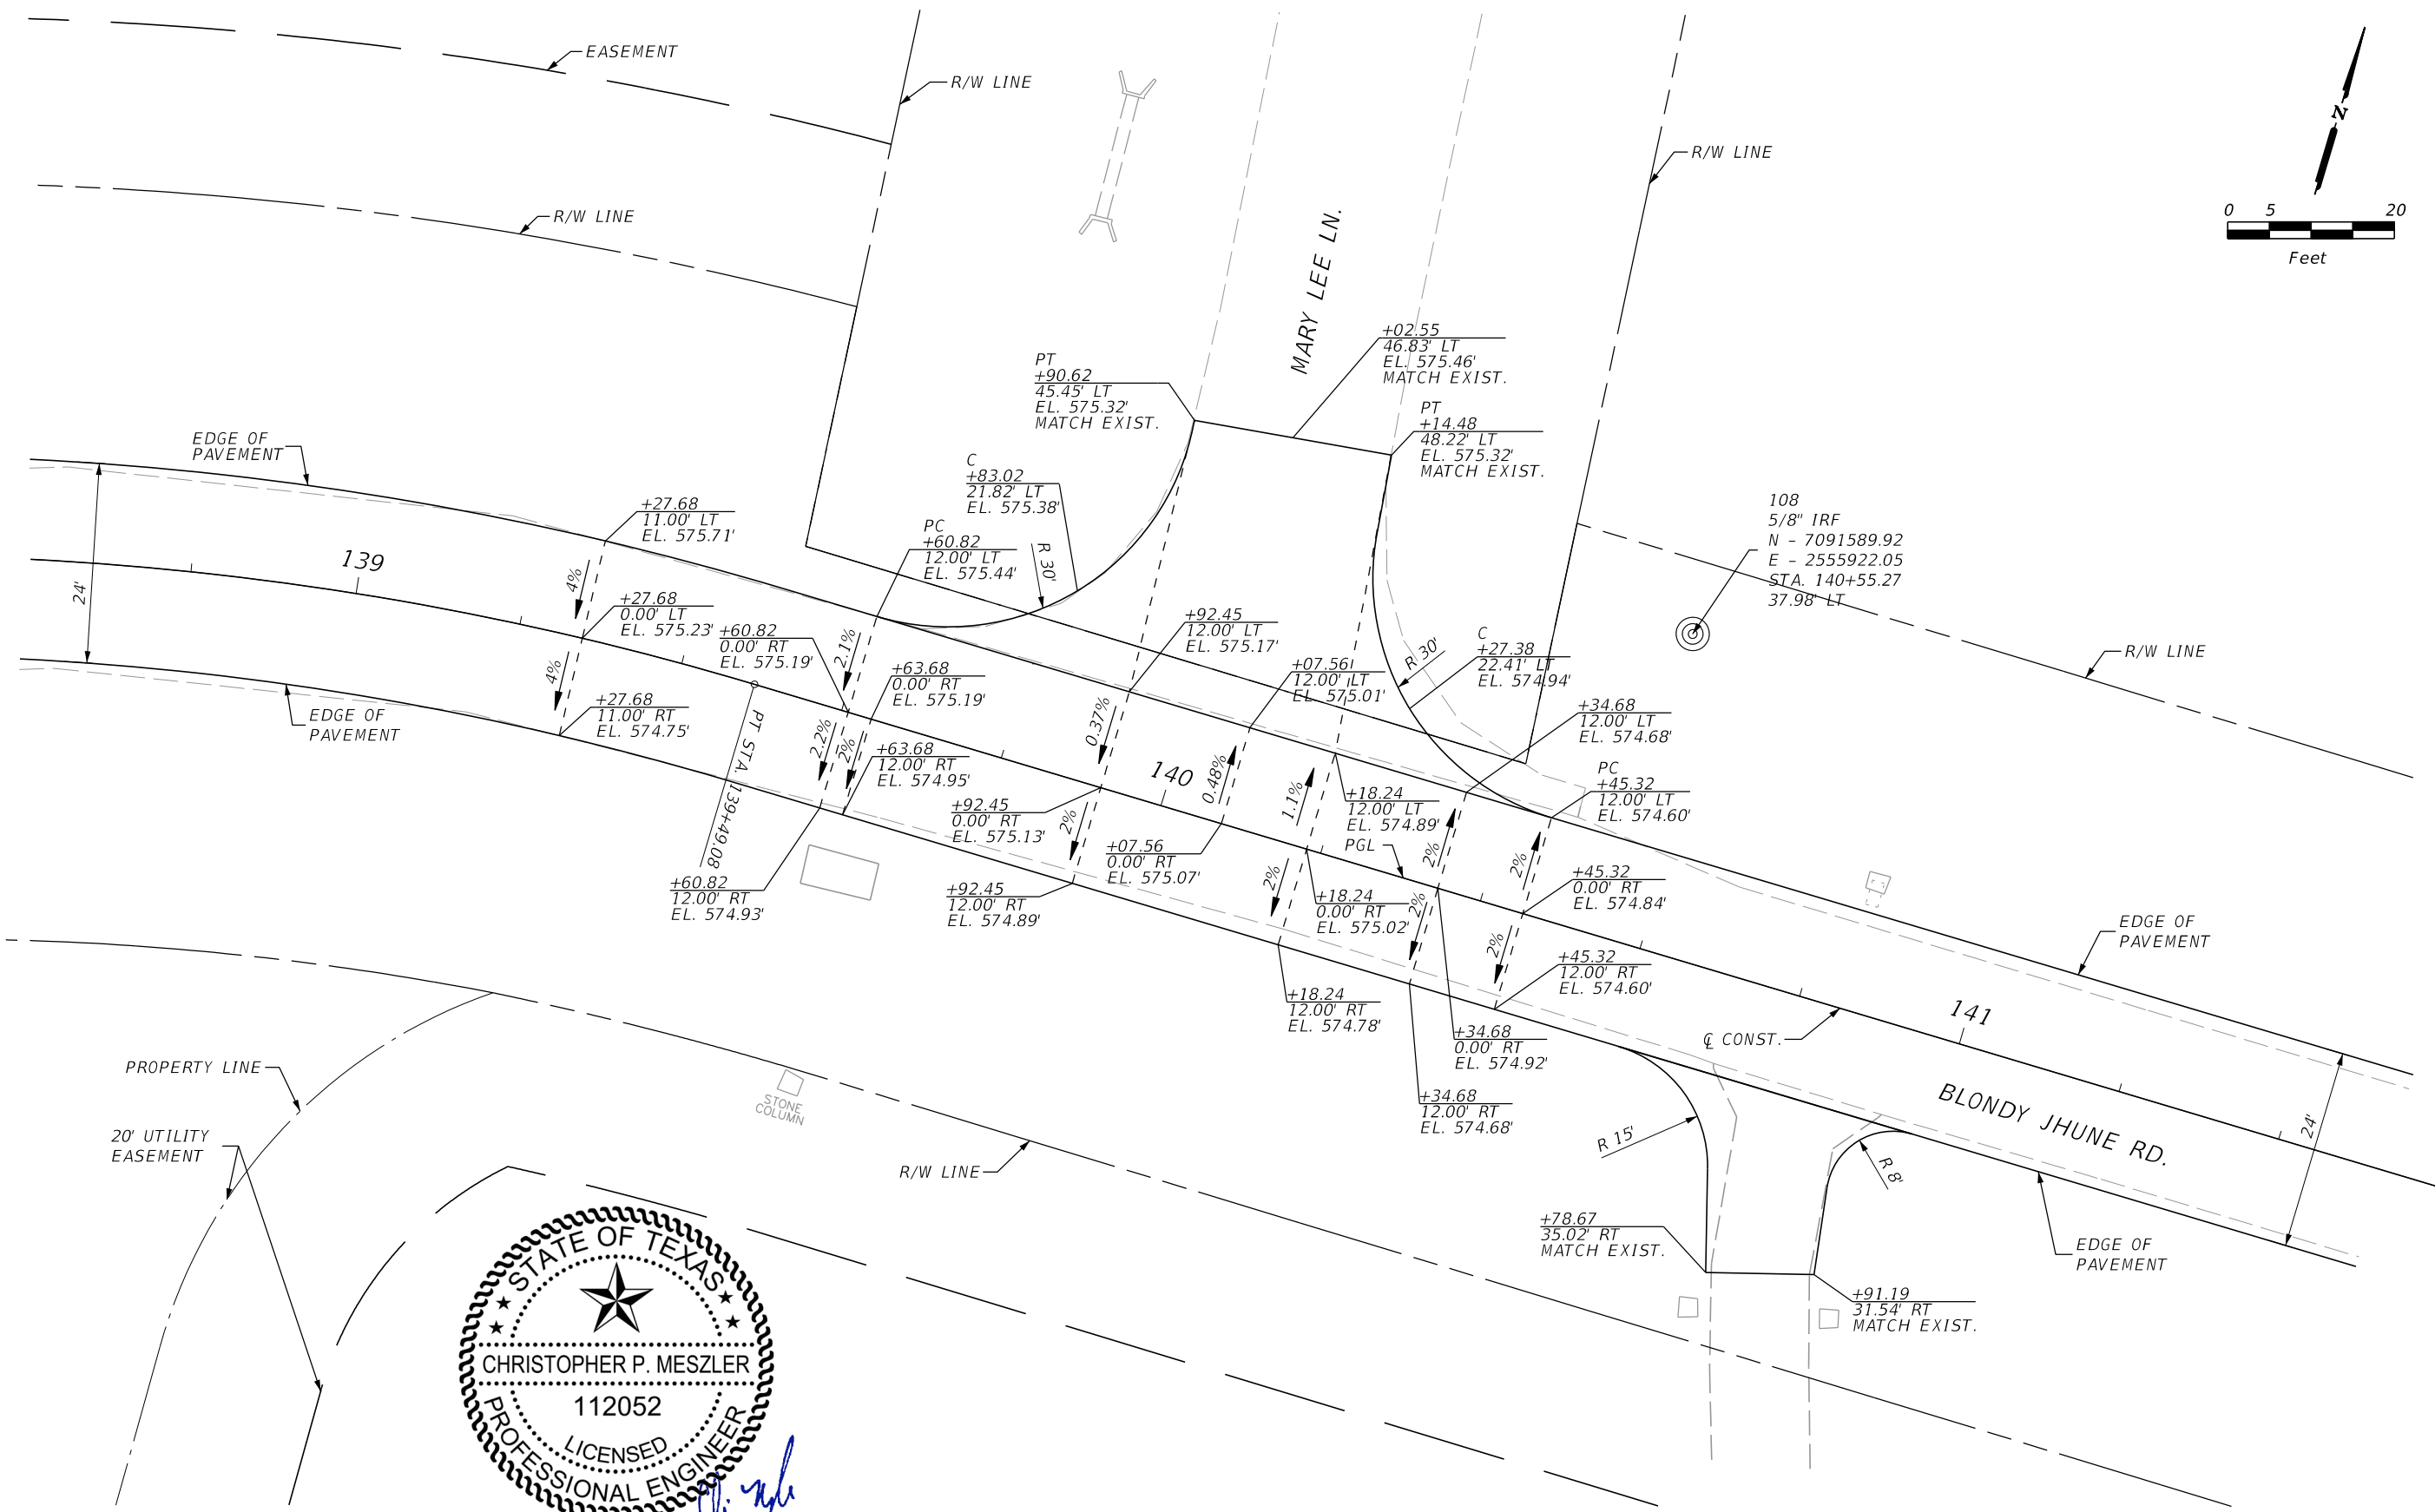 EASEMENT
R/W LINE
R/W LINE
R/W LINE
N
0 5 20
Feet
MARY LEE LN.
+02.55
46.83' LT
EL. 575.46'
MATCH EXIST.
PT
+90.62
45.45' LT
EL. 575.32'
MATCH EXIST.
PT
+14.48
48.22' LT
EL. 575.32'
MATCH EXIST.
EDGE OF
PAVEMENT
C
+83.02
21.82' LT
EL. 575.38'
+27.68
11.00' LT
EL. 575.71'
PC
+60.82
12.00' LT
EL. 575.44'
R 30'
108
5/8" IRF
N - 7091589.92
E - 2555922.05
STA. 140+55.27
37.98' LT
139
24'
4%
+27.68
0.00' LT
EL. 575.23'
+60.82
0.00' RT
EL. 575.19'
2.1%
+92.45
12.00' LT
EL. 575.17'
R 30'
C
+27.38
22.41' LT
EL. 574.94'
R/W LINE
4%
+63.68
0.00' RT
EL. 575.19'
+07.56
12.00' LT
EL. 575.01'
+27.68
11.00' RT
EL. 574.75'
EDGE OF
PAVEMENT
PT STA. 139+49.08
2.2%
2%
0.37%
+34.68
12.00' LT
EL. 574.68'
+63.68
12.00' RT
EL. 574.95'
140
0.48%
1.1%
PC
+45.32
12.00' LT
EL. 574.60'
+92.45
0.00' RT
EL. 575.13'
2%
+18.24
12.00' LT
EL. 574.89'
PGL
+07.56
0.00' RT
EL. 575.07'
2%
2%
2%
+60.82
12.00' RT
EL. 574.93'
+92.45
12.00' RT
EL. 574.89'
+18.24
0.00' RT
EL. 575.02'
2%
+45.32
0.00' RT
EL. 574.84'
2%
EDGE OF
PAVEMENT
+45.32
12.00' RT
EL. 574.60'
+18.24
12.00' RT
EL. 574.78'
+34.68
0.00' RT
EL. 574.92'
141
℄ CONST.
PROPERTY LINE
STONE
COLUMN
+34.68
12.00' RT
EL. 574.68'
BLONDY JHUNE RD.
24'
20' UTILITY
EASEMENT
R/W LINE
R 15'
R 8'
+78.67
35.02' RT
MATCH EXIST.
EDGE OF
PAVEMENT
+91.19
31.54' RT
MATCH EXIST.
STATE OF TEXAS
CHRISTOPHER P. MESZLER
112052
LICENSED
PROFESSIONAL ENGINEER